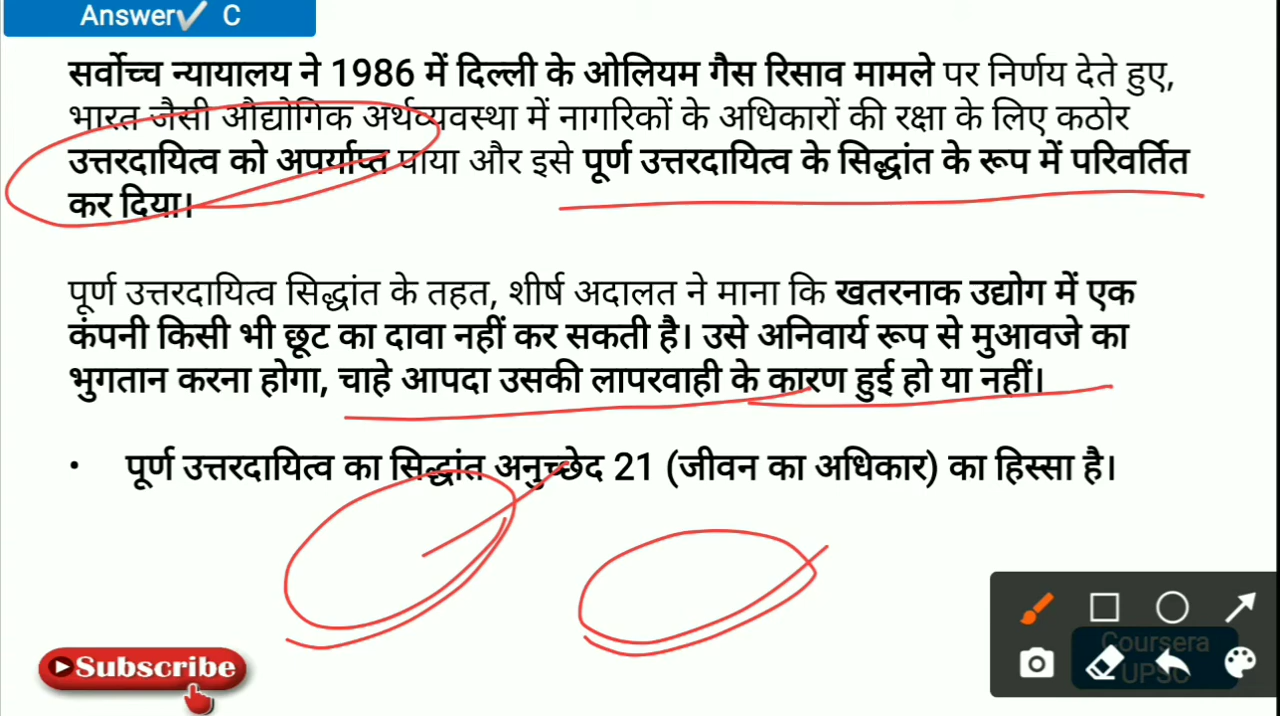 Answer✓ C
सर्वोच्च न्यायालय ने 1986 में दिल्ली के ओलियम गैस रिसाव मामले पर निर्णय देते हुए,
भारत जैसी औद्योगिक अर्थव्यवस्था में नागरिकों के अधिकारों की रक्षा के लिए कठोर
उत्तरदायित्व को अपर्याप्त पाया और इसे पूर्ण उत्तरदायित्व के सिद्धांत के रूप में परिवर्तित
कर दिया।
पूर्ण उत्तरदायित्व सिद्धांत के तहत, शीर्ष अदालत ने माना कि खतरनाक उद्योग में एक
कंपनी किसी भी छूट का दावा नहीं कर सकती है। उसे अनिवार्य रूप से मुआवजे का
भुगतान करना होगा, चाहे आपदा उसकी लापरवाही के कारण हुई हो या नहीं।
• पूर्ण उत्तरदायित्व का सिद्धांत अनुच्छेद 21 (जीवन का अधिकार) का हिस्सा है।
Subscribe
Coursera
UPSC